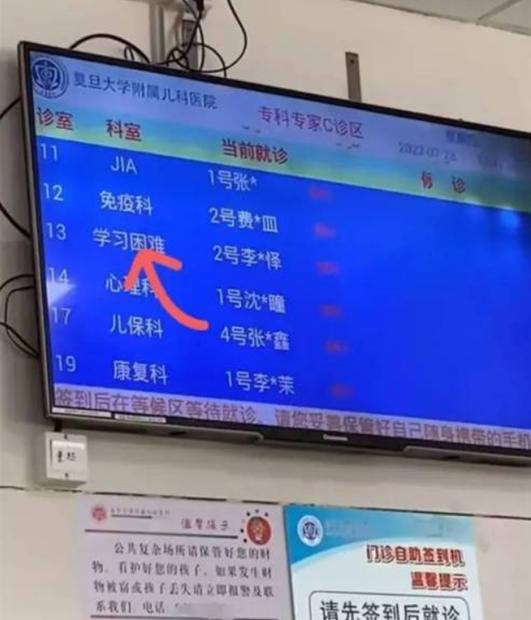 复旦大学附属儿科医院
专科专家C诊区
诊室 科室 当前就诊 候诊
11 JIA 1号张*
12 免疫科 2号费*皿
13 学习困难 2号李*怿
14 心理科 1号沈*瞳
17 儿保科 4号张*鑫
19 康复科 1号李*茉
签到后在等候区等待就诊，请您妥善保管好自己随身携带的手机
温馨提示
公共复杂场所请保管好您的财
物、看护好您的孩子，如果发生财
物被窃或孩子丢失请立即报警及联
系我们，电话
门诊自助签到机
温馨提示
请先签到后就诊